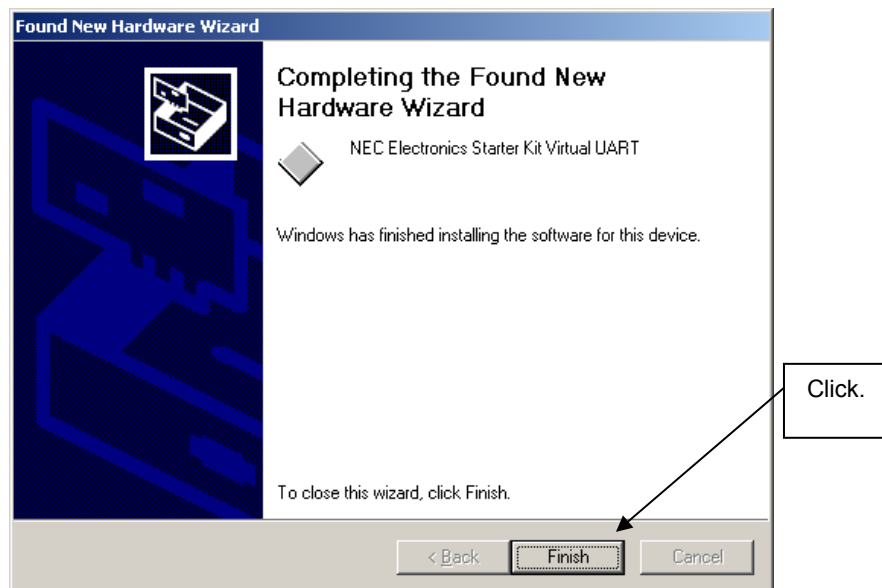 Found New Hardware Wizard
Completing the Found New
Hardware Wizard
NEC Electronics Starter Kit Virtual UART
Windows has finished installing the software for this device.
Click.
To close this wizard, click Finish.
< Back
Finish
Cancel